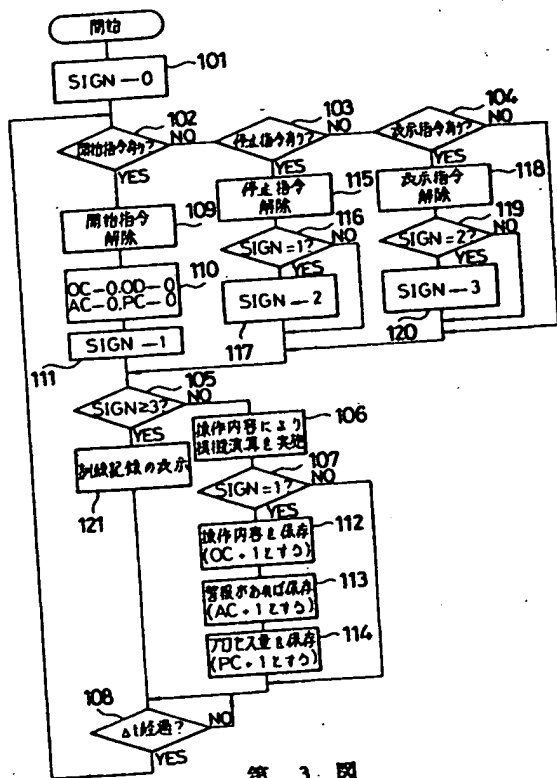 開始
101
SIGN—0
102
開始指令有り?
NO
YES
103
停止指令有り?
NO
YES
104
表示指令有り?
NO
YES
開始指令
解除
109
停止指令
解除
115
表示指令
解除
118
OC—0.OD—0
AC—0.PC—0
110
116
SIGN=1?
NO
YES
119
SIGN=2?
NO
YES
SIGN—1
111
SIGN—2
117
SIGN—3
120
105
SIGN≥3?
NO
YES
訓練記録の表示
121
操作内容により
模擬演算を実施
106
107
SIGN=1?
NO
YES
操作内容を保存
(OC+1とする)
112
警報があれば保存
(AC+1とする)
113
プロセス量を保存
(PC+1とする)
114
108
Δt経過?
NO
YES
第 3 図